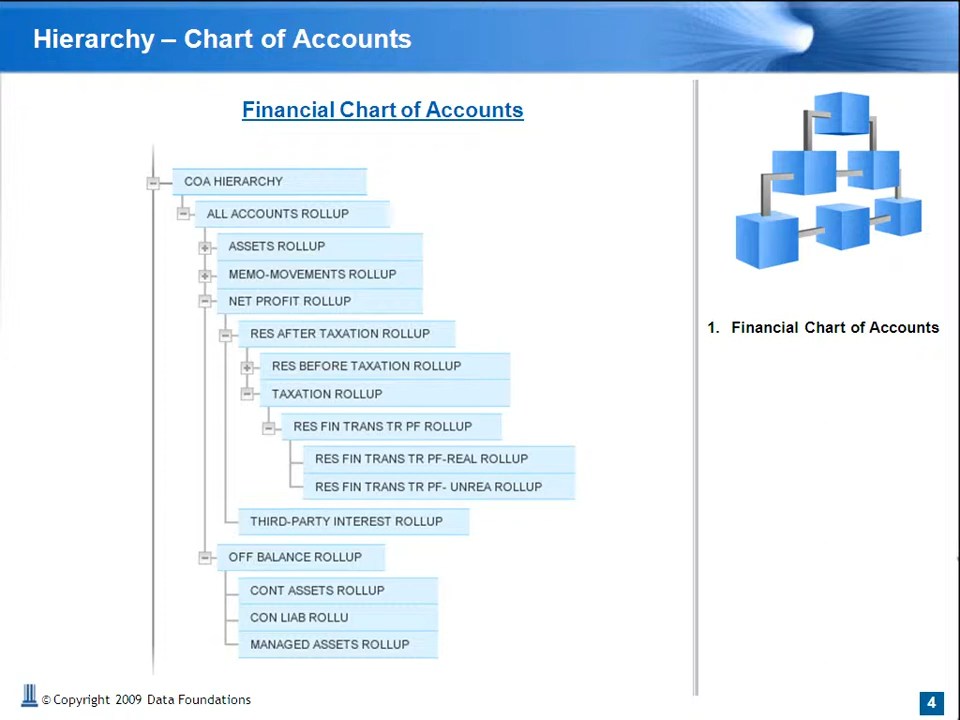 Hierarchy – Chart of Accounts
Financial Chart of Accounts
COA HIERARCHY
ALL ACCOUNTS ROLLUP
ASSETS ROLLUP
MEMO-MOVEMENTS ROLLUP
NET PROFIT ROLLUP
RES AFTER TAXATION ROLLUP
RES BEFORE TAXATION ROLLUP
TAXATION ROLLUP
RES FIN TRANS TR PF ROLLUP
RES FIN TRANS TR PF-REAL ROLLUP
RES FIN TRANS TR PF- UNREA ROLLUP
THIRD-PARTY INTEREST ROLLUP
OFF BALANCE ROLLUP
CONT ASSETS ROLLUP
CON LIAB ROLLU
MANAGED ASSETS ROLLUP
1. Financial Chart of Accounts
© Copyright 2009 Data Foundations
4